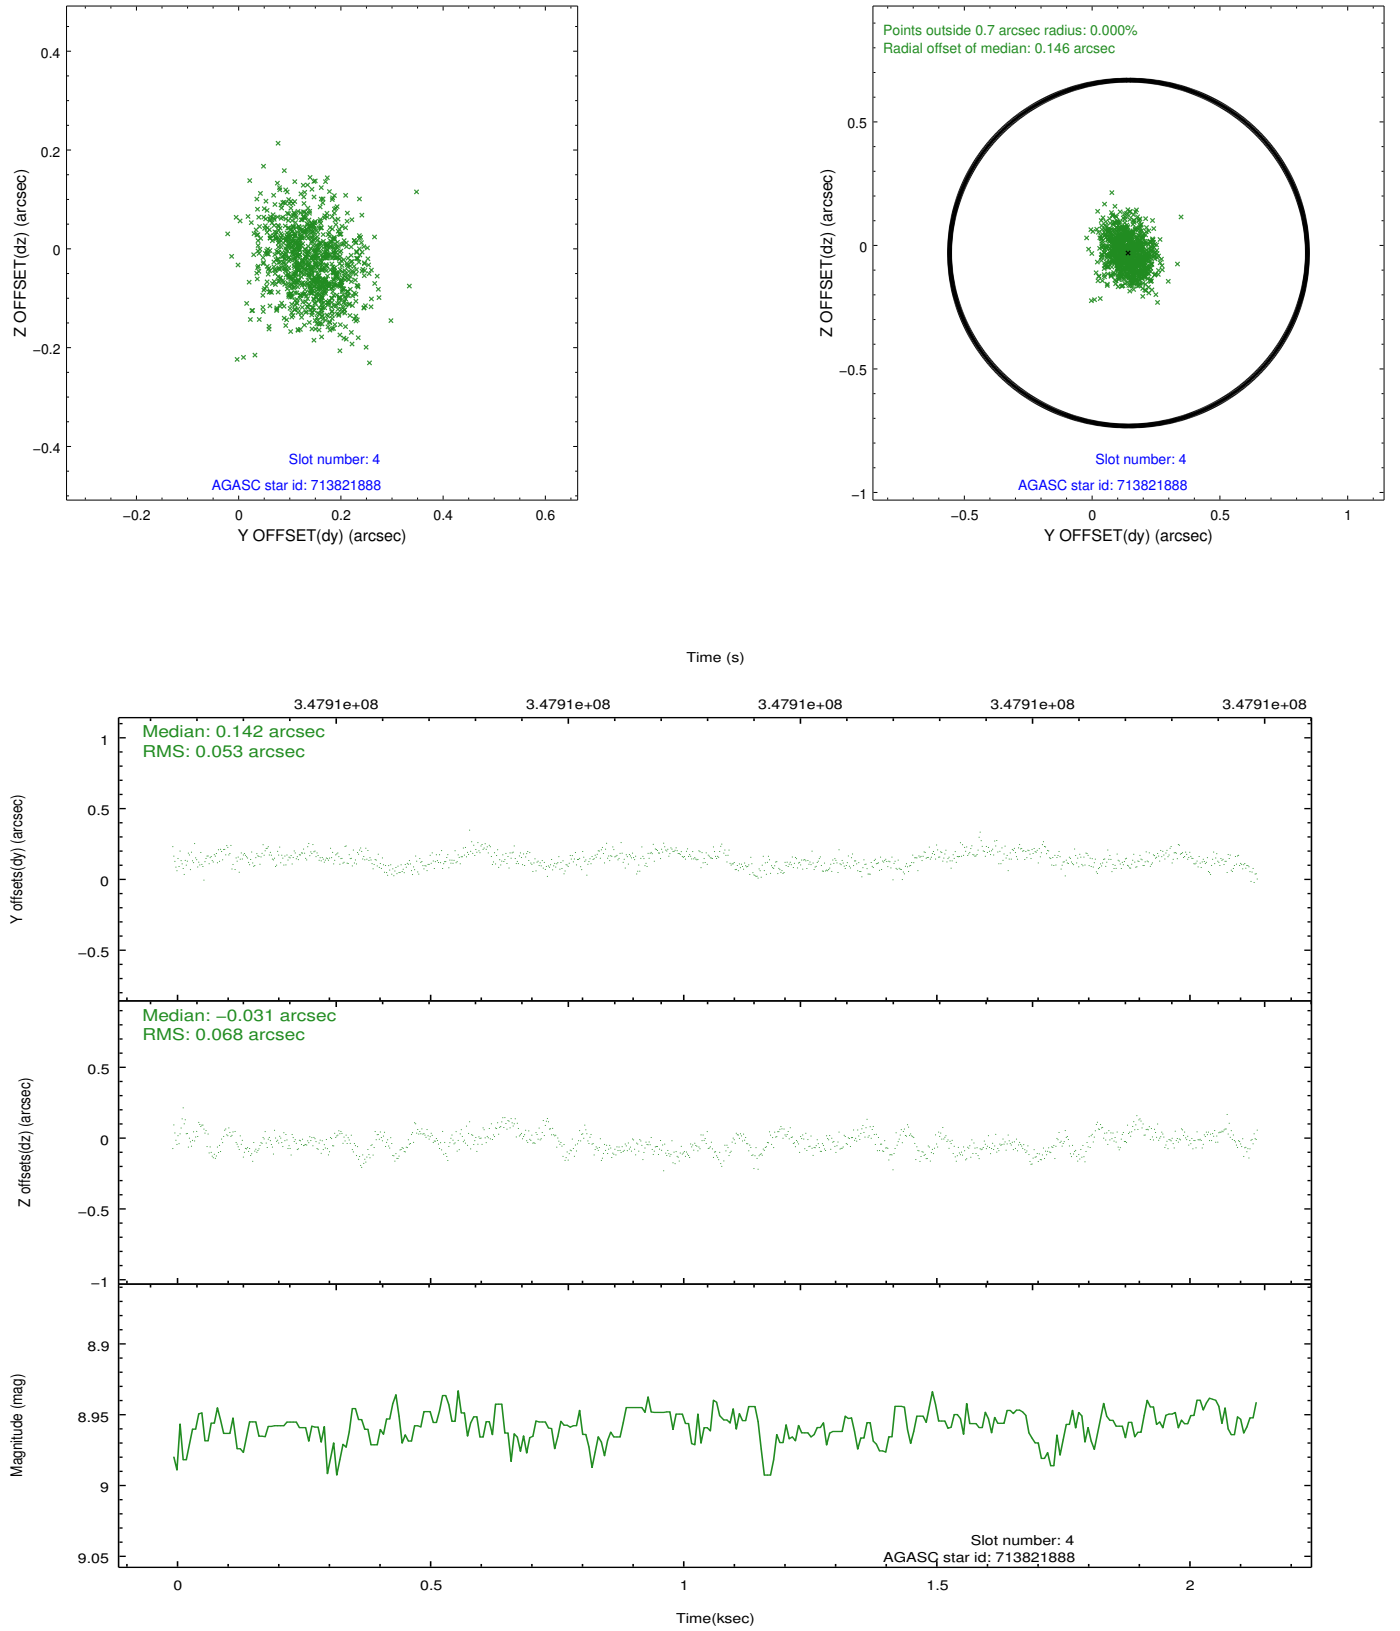 0.4
0.2
0
−0.2
−0.4
Z OFFSET(dz) (arcsec)
Slot number: 4
AGASC star id: 713821888
−0.2 0 0.2 0.4 0.6
Y OFFSET(dy) (arcsec)
Points outside 0.7 arcsec radius: 0.000%
Radial offset of median: 0.146 arcsec
0.5
0
−0.5
−1
Z OFFSET(dz) (arcsec)
Slot number: 4
AGASC star id: 713821888
−0.5 0 0.5 1
Y OFFSET(dy) (arcsec)
Time (s)
3.4791e+08 3.4791e+08 3.4791e+08 3.4791e+08 3.4791e+08
Median: 0.142 arcsec
RMS: 0.053 arcsec
1
0.5
0
−0.5
Y offsets(dy) (arcsec)
Median: −0.031 arcsec
RMS: 0.068 arcsec
0.5
0
−0.5
−1
Z offsets(dz) (arcsec)
8.9
8.95
9
9.05
Magnitude (mag)
Slot number: 4
AGASC star id: 713821888
0 0.5 1 1.5 2
Time(ksec)